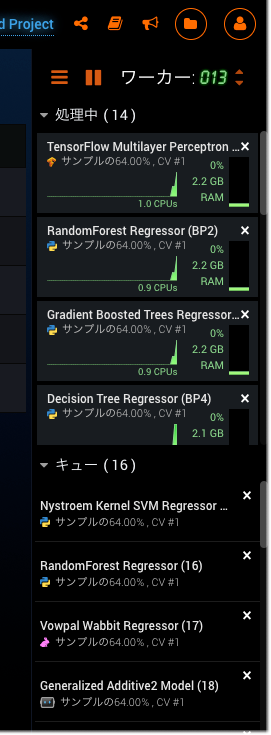 d Project
ワーカー: 013
処理中 (14)
TensorFlow Multilayer Perceptron ...
サンプルの64.00% , CV #1
0%
2.2 GB
RAM
1.0 CPUs
RandomForest Regressor (BP2)
サンプルの64.00% , CV #1
0%
2.2 GB
RAM
0.9 CPUs
Gradient Boosted Trees Regressor...
サンプルの64.00% , CV #1
0%
2.2 GB
RAM
0.9 CPUs
Decision Tree Regressor (BP4)
サンプルの64.00% , CV #1
0%
2.1 GB
キュー (16)
Nystroem Kernel SVM Regressor ...
サンプルの64.00% , CV #1
RandomForest Regressor (16)
サンプルの64.00% , CV #1
Vowpal Wabbit Regressor (17)
サンプルの64.00% , CV #1
Generalized Additive2 Model (18)
サンプルの64.00% , CV #1